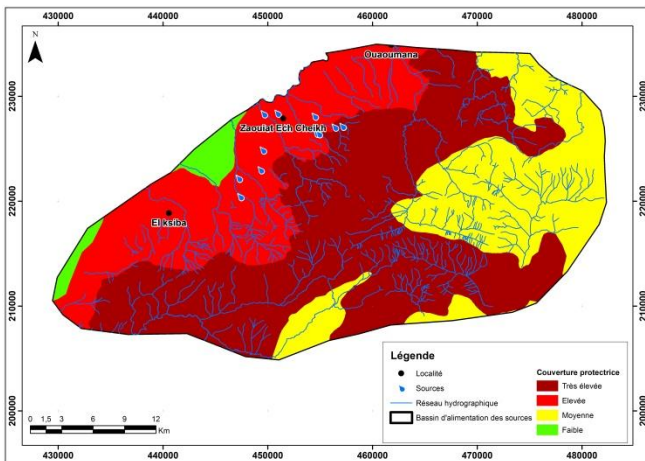 430000 440000 450000 460000 470000 480000
N
Ouaoumana
230000 230000
Zaouiat Ech Cheikh
220000 220000
El ksiba
210000 210000
Légende
Localité
Sources
Réseau hydrographique
Bassin d'alimentation des sources
Couverture protectrice
Très élevée
Elevée
Moyenne
Faible
200000 200000
0 1,5 3 6 9 12
Km
430000 440000 450000 460000 470000 480000